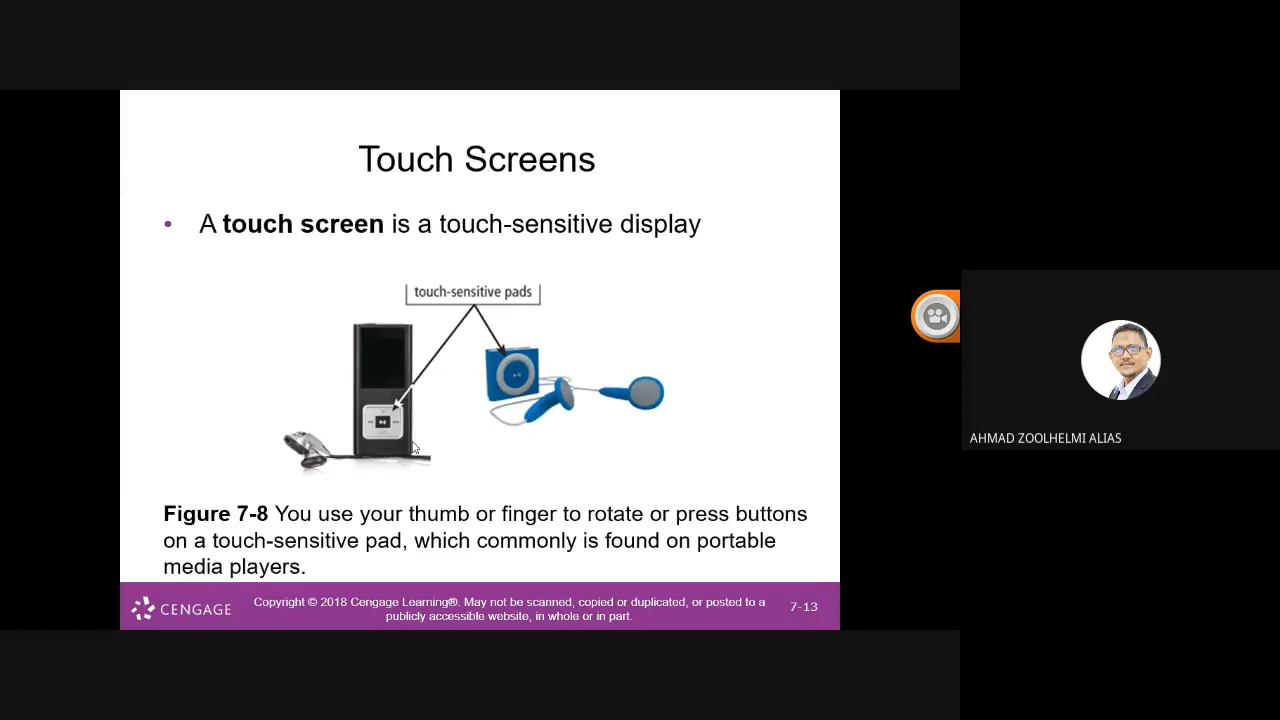 Touch Screens
• A touch screen is a touch-sensitive display
touch-sensitive pads
Figure 7-8 You use your thumb or finger to rotate or press buttons
on a touch-sensitive pad, which commonly is found on portable
media players.
CENGAGE
Copyright © 2018 Cengage Learning®. May not be scanned, copied or duplicated, or posted to a
publicly accessible website, in whole or in part.
7-13
AHMAD ZOOLHELMI ALIAS